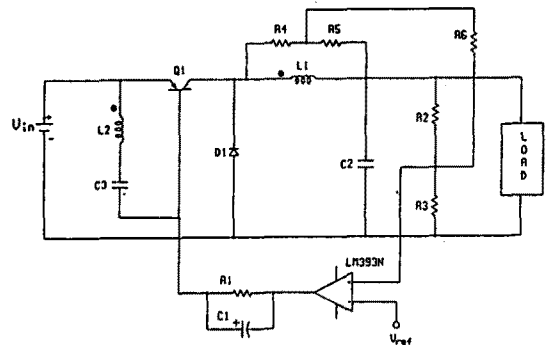 R4
R5
R6
Q1
L1
Vin
+
-
L2
R2
LOAD
D1
C2
C3
R3
LM393N
R1
C1
+
Vref